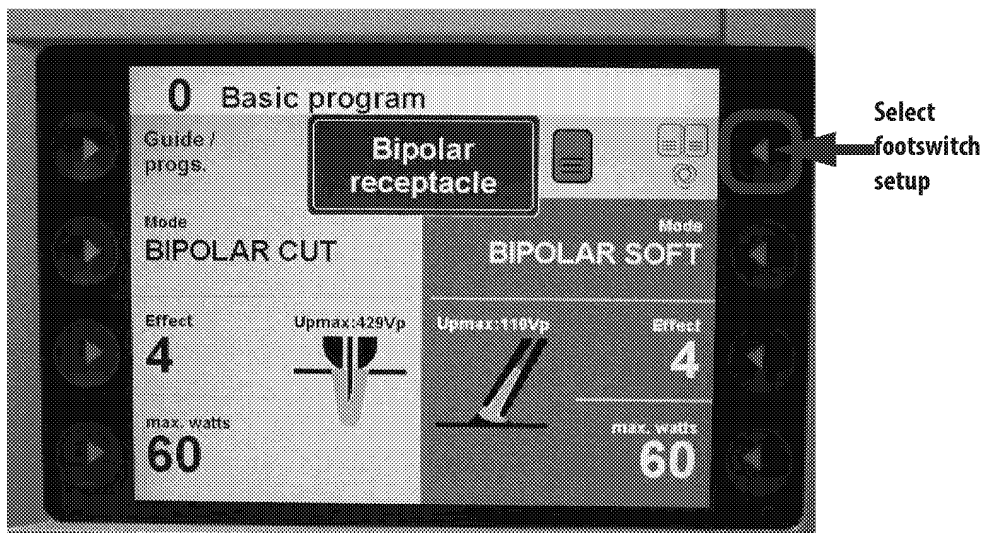 0 Basic program
Guide /
progs.
Bipolar
receptacle
Select
footswitch
setup
Mode
BIPOLAR CUT
Mode
BIPOLAR SOFT
Effect
4
Upmax:429Vp
Upmax:110Vp
Effect
4
max. watts
60
max. watts
60